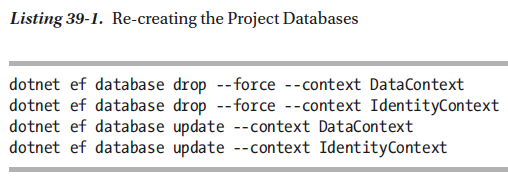 Listing 39-1. Re-creating the Project Databases
dotnet ef database drop --force --context DataContext
dotnet ef database drop --force --context IdentityContext
dotnet ef database update --context DataContext
dotnet ef database update --context IdentityContext